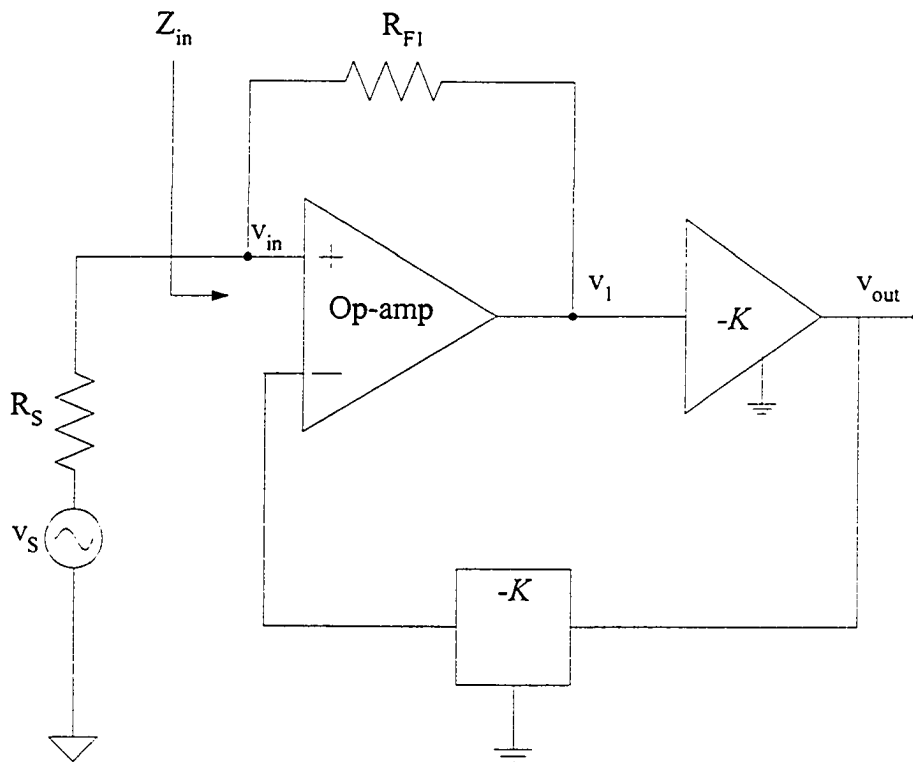 Z_in
R_F1
v_in
+
Op-amp
v_1
-K
v_out
−
R_S
v_S
-K